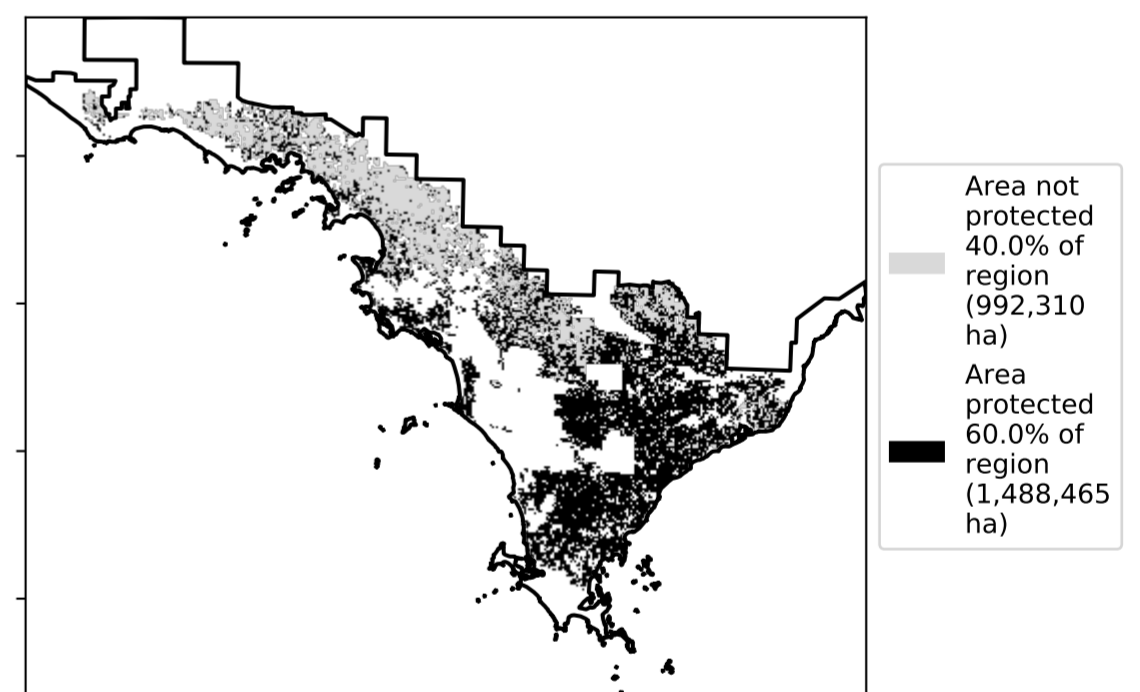 Area not
protected
40.0% of
region
(992,310
ha)
Area
protected
60.0% of
region
(1,488,465
ha)